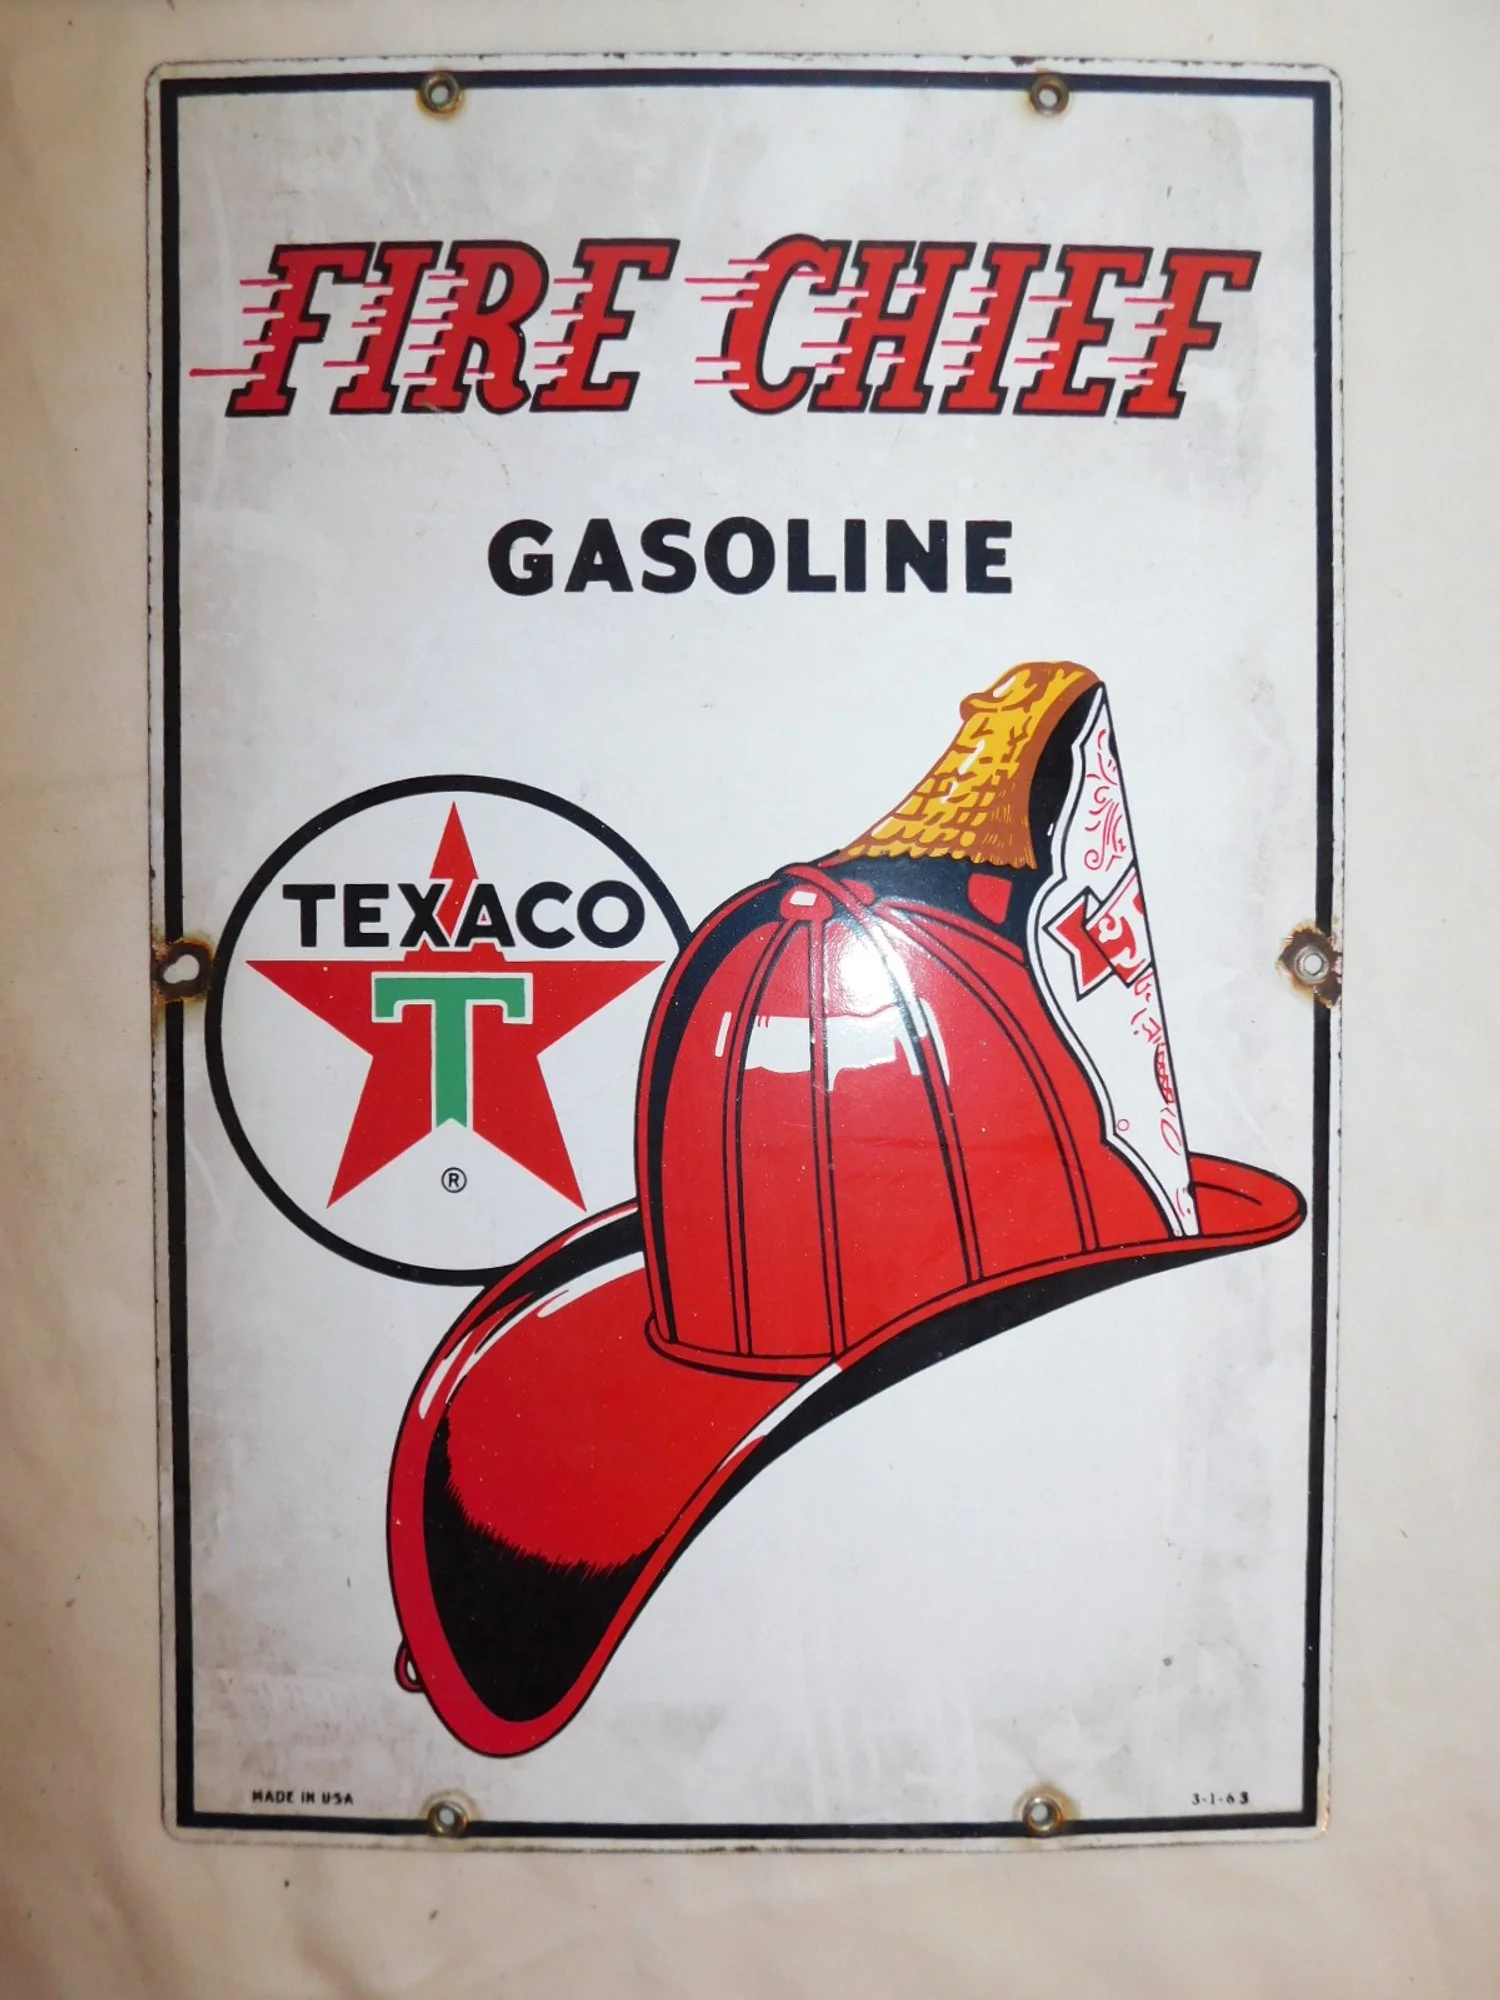 FIRE CHIEF
GASOLINE
TEXACO
T
®
MADE IN USA
3-1-63